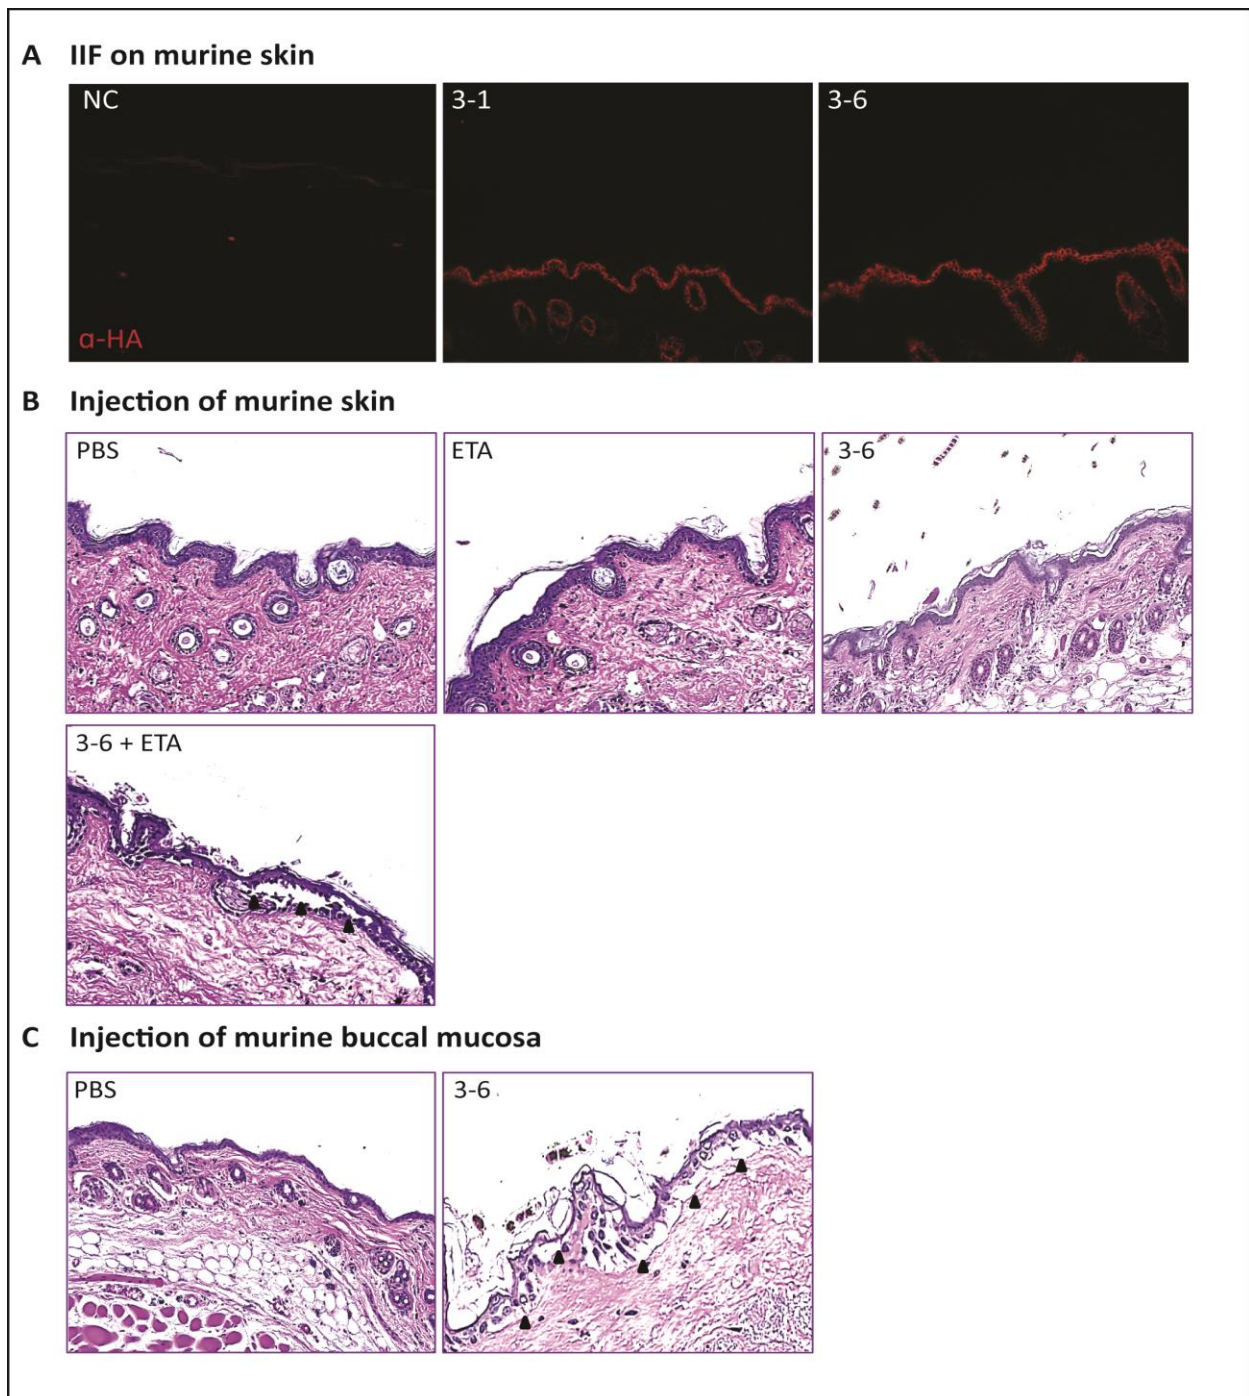 A IIF on murine skin
NC
3-1
3-6
α-HA
B Injection of murine skin
PBS
ETA
3-6
3-6 + ETA
C Injection of murine buccal mucosa
PBS
3-6